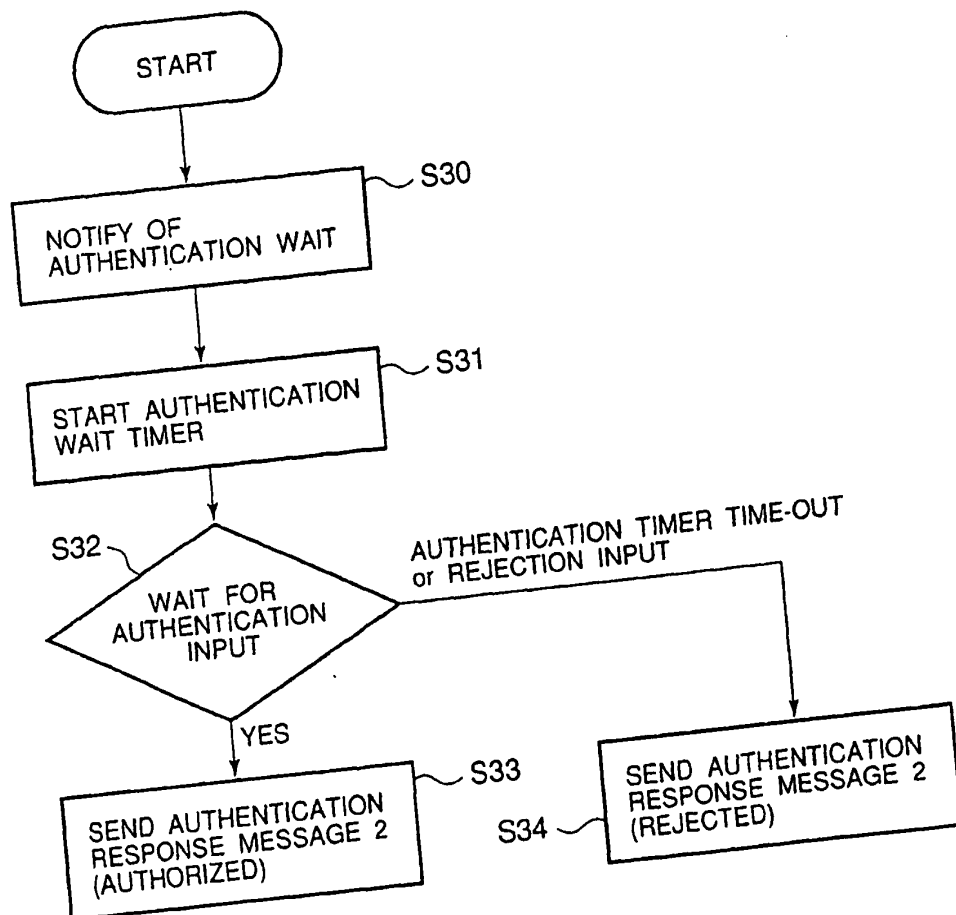 START
S30
NOTIFY OF
AUTHENTICATION WAIT
S31
START AUTHENTICATION
WAIT TIMER
S32
WAIT FOR
AUTHENTICATION
INPUT
AUTHENTICATION TIMER TIME-OUT
or REJECTION INPUT
YES
S33
SEND AUTHENTICATION
RESPONSE MESSAGE 2
(AUTHORIZED)
S34
SEND AUTHENTICATION
RESPONSE MESSAGE 2
(REJECTED)